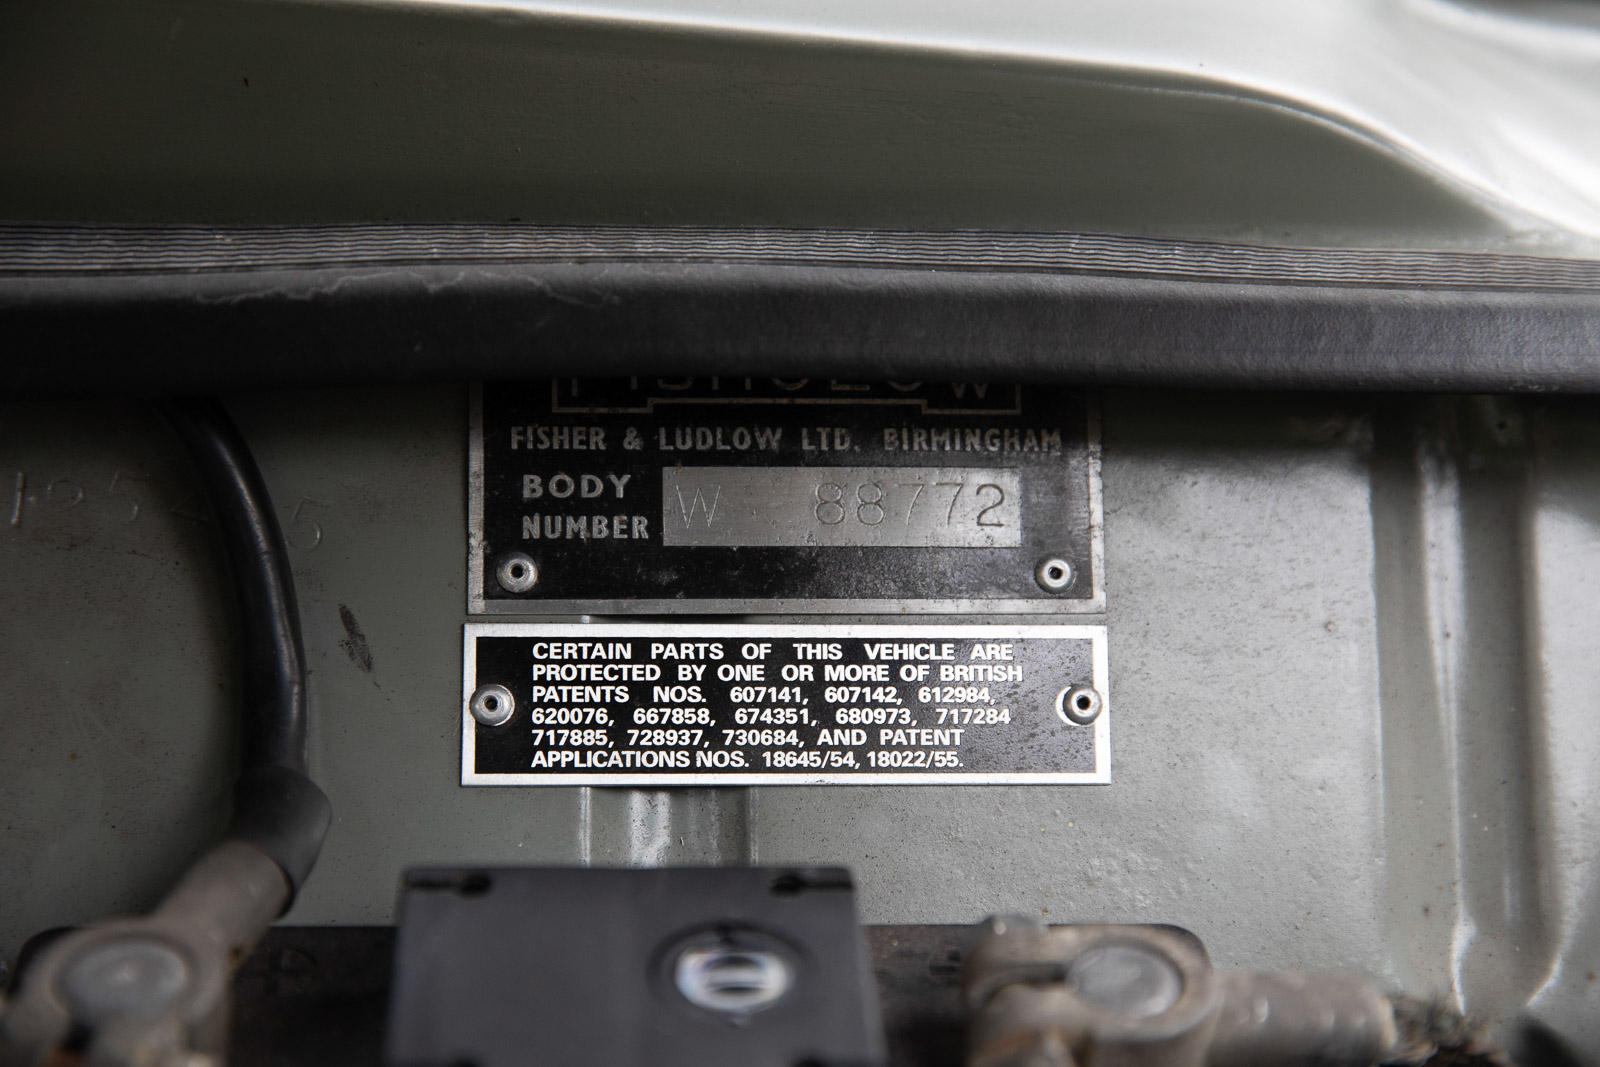 FISHER & LUDLOW LTD. BIRMINGHAM
BODY
NUMBER W 88772
CERTAIN PARTS OF THIS VEHICLE ARE
PROTECTED BY ONE OR MORE OF BRITISH
PATENTS NOS. 607141, 607142, 612984,
620076, 667858, 674351, 680973, 717284
717885, 728937, 730684, AND PATENT
APPLICATIONS NOS. 18645/54, 18022/55.